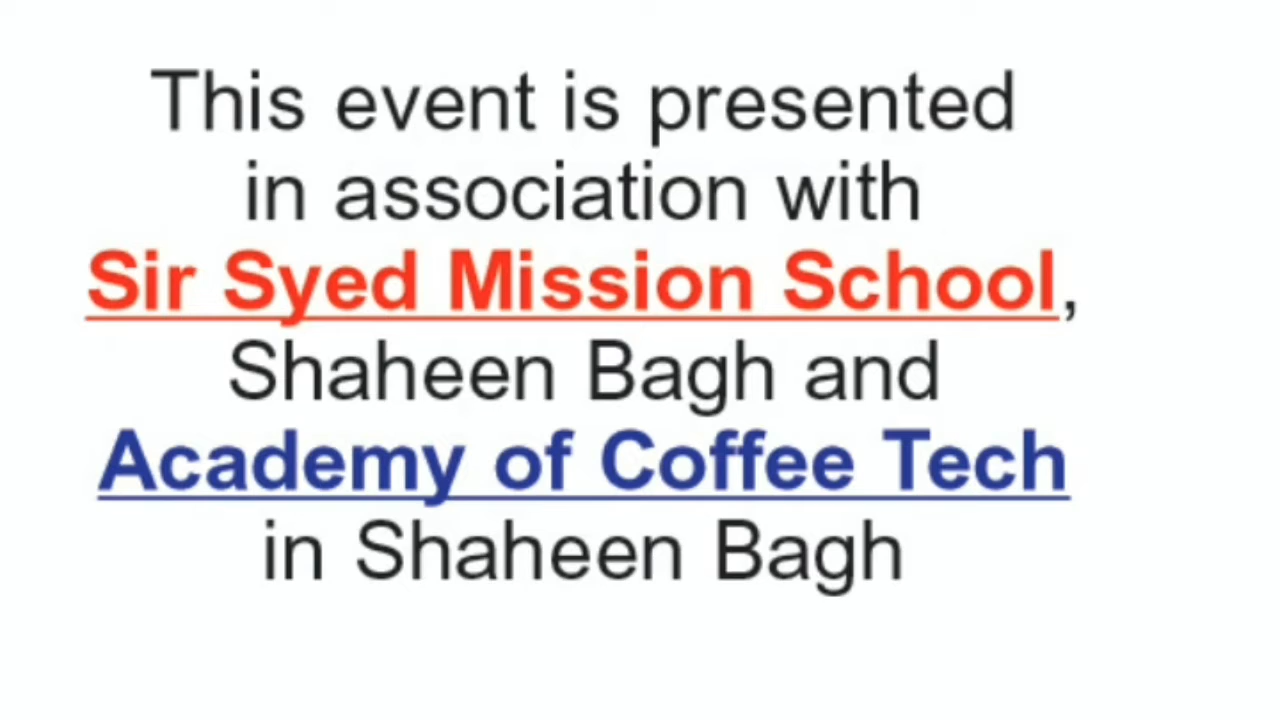 This event is presented
in association with
Sir Syed Mission School,
Shaheen Bagh and
Academy of Coffee Tech
in Shaheen Bagh